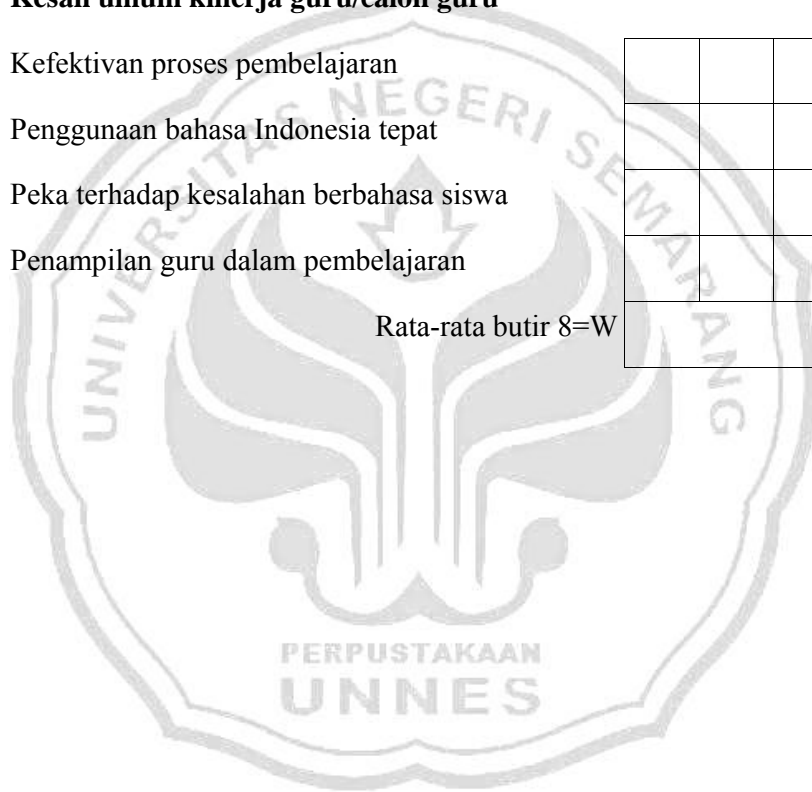 Kesan umum kinerja guru/calon guru
Kefektivan proses pembelajaran
Penggunaan bahasa Indonesia tepat
Peka terhadap kesalahan berbahasa siswa
Penampilan guru dalam pembelajaran
Rata-rata butir 8=W
UNIVERSITAS NEGERI SEMARANG
PERPUSTAKAAN
UNNES